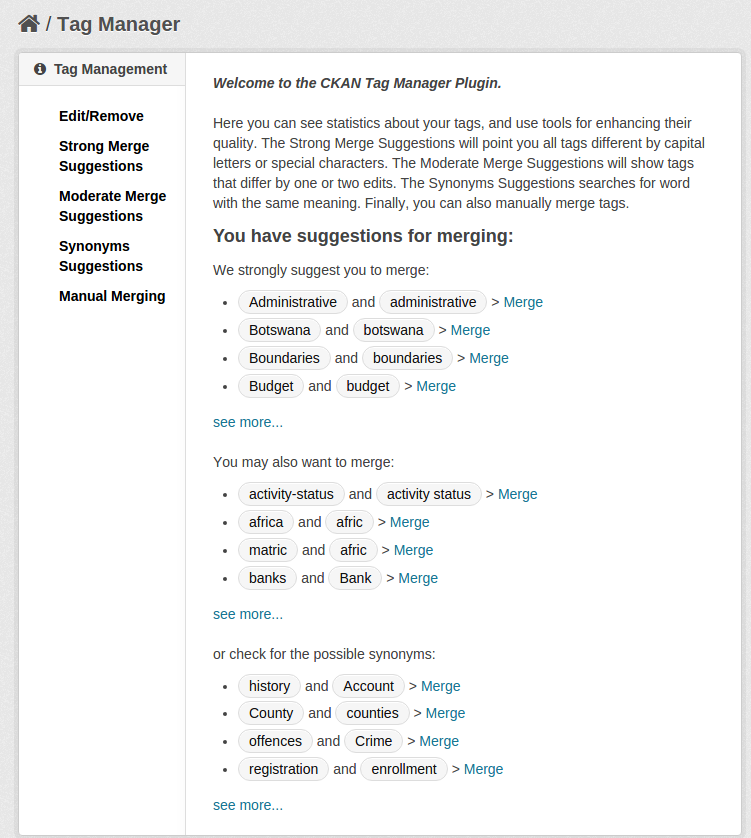 / Tag Manager
Tag Management
Edit/Remove
Strong Merge
Suggestions
Moderate Merge
Suggestions
Synonyms
Suggestions
Manual Merging
Welcome to the CKAN Tag Manager Plugin.
Here you can see statistics about your tags, and use tools for enhancing their
quality. The Strong Merge Suggestions will point you all tags different by capital
letters or special characters. The Moderate Merge Suggestions will show tags
that differ by one or two edits. The Synonyms Suggestions searches for word
with the same meaning. Finally, you can also manually merge tags.
You have suggestions for merging:
We strongly suggest you to merge:
• Administrative and administrative > Merge
• Botswana and botswana > Merge
• Boundaries and boundaries > Merge
• Budget and budget > Merge
see more...
You may also want to merge:
• activity-status and activity status > Merge
• africa and afric > Merge
• matric and afric > Merge
• banks and Bank > Merge
see more...
or check for the possible synonyms:
• history and Account > Merge
• County and counties > Merge
• offences and Crime > Merge
• registration and enrollment > Merge
see more...